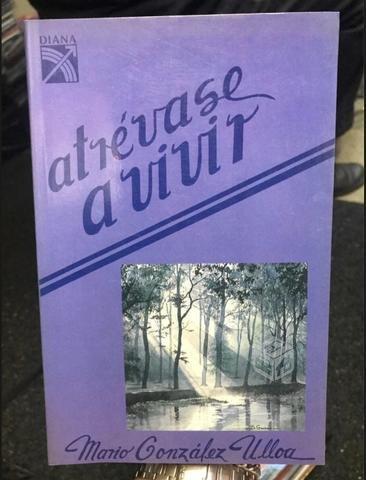 DIANA
atrévase
a vivir
Mario González Ulloa